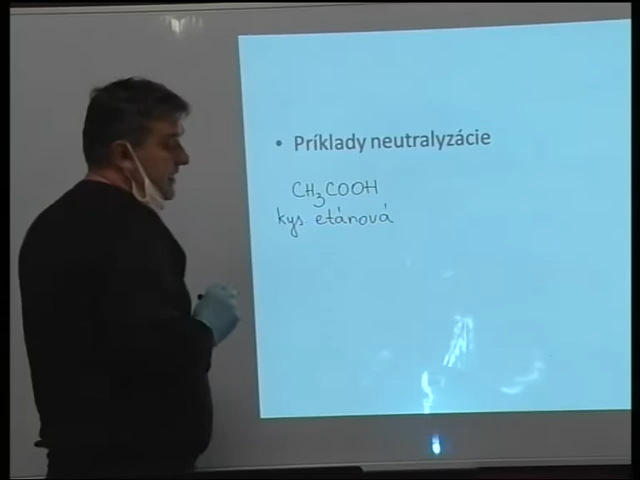 • Príklady neutralyzácie
CH₃COOH
kys etánová